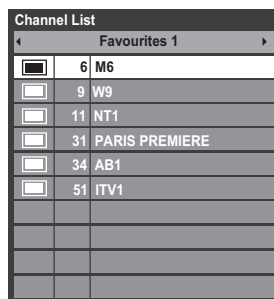 Channel List
Favourites 1
6 M6
9 W9
11 NT1
31 PARIS PREMIERE
34 AB1
51 ITV1